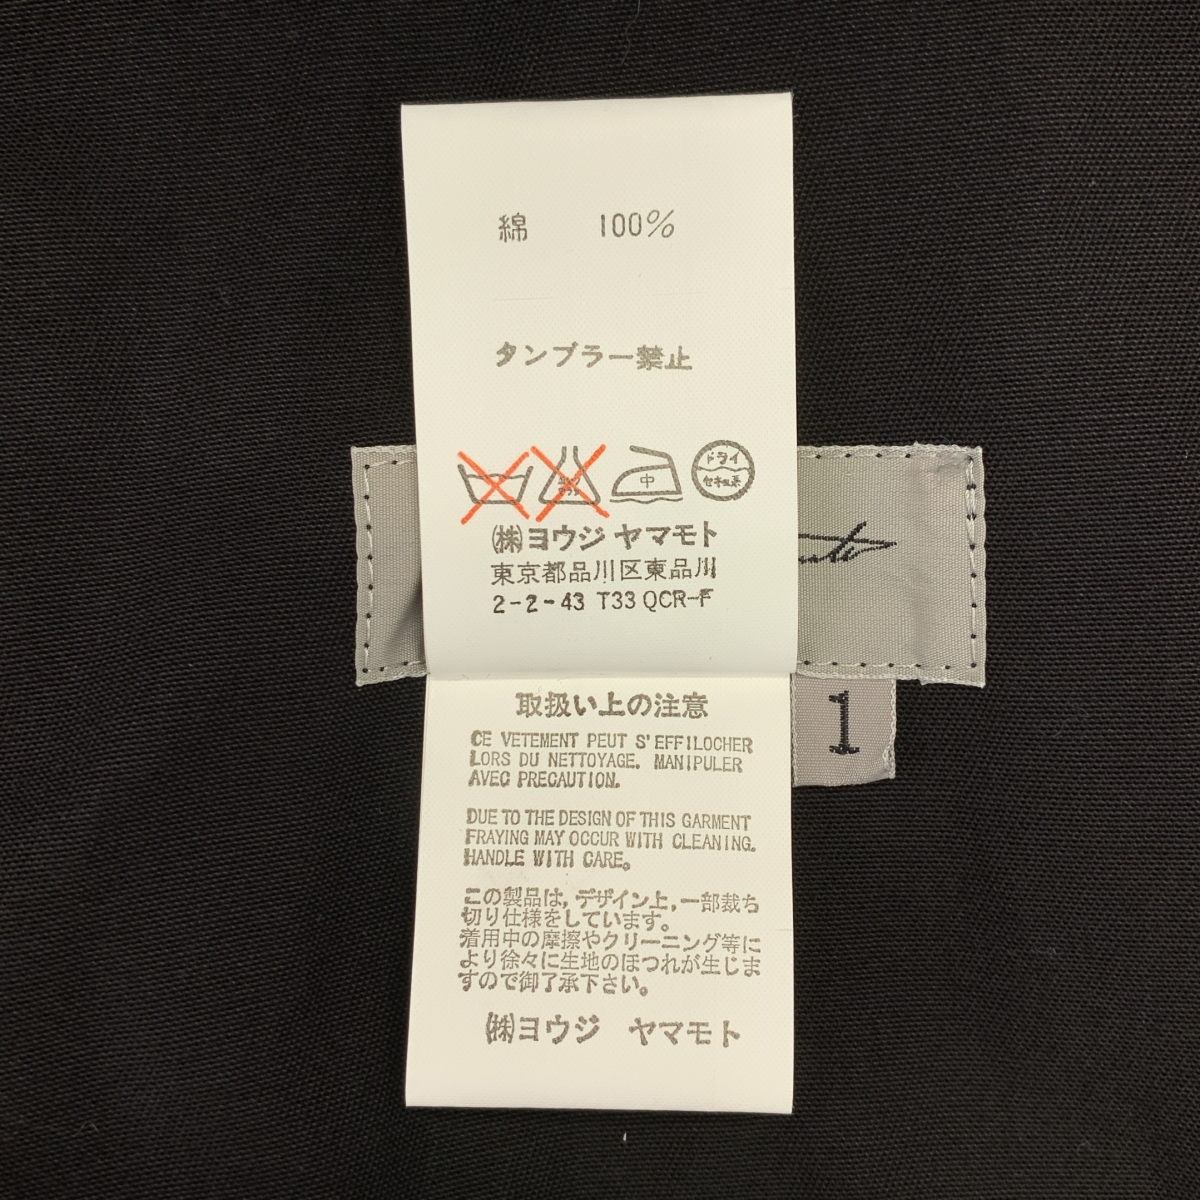 綿 100%
タンブラー禁止
中
ドライ
セキユ系
㈱ヨウジ ヤマモト
東京都品川区東品川
2-2-43 T33 QCR-F
取扱い上の注意
CE VETEMENT PEUT S'EFFILOCHER
LORS DU NETTOYAGE. MANIPULER
AVEC PRECAUTION.
DUE TO THE DESIGN OF THIS GARMENT
FRAYING MAY OCCUR WITH CLEANING.
HANDLE WITH CARE.
この製品は,デザイン上,一部裁ち
切り仕様をしています。
着用中の摩擦やクリーニング等に
より徐々に生地のほつれが生じま
すので御了承下さい。
㈱ヨウジ ヤマモト
1